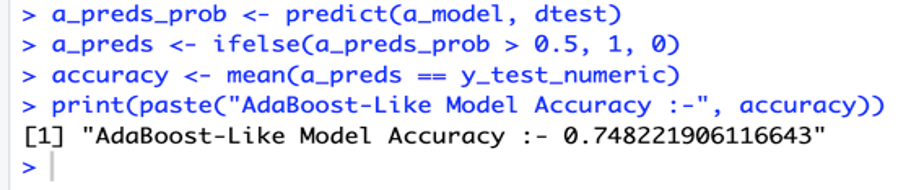 > a_preds_prob <- predict(a_model, dtest)
> a_preds <- ifelse(a_preds_prob > 0.5, 1, 0)
> accuracy <- mean(a_preds == y_test_numeric)
> print(paste("AdaBoost-Like Model Accuracy :-", accuracy))
[1] "AdaBoost-Like Model Accuracy :- 0.748221906116643"
>